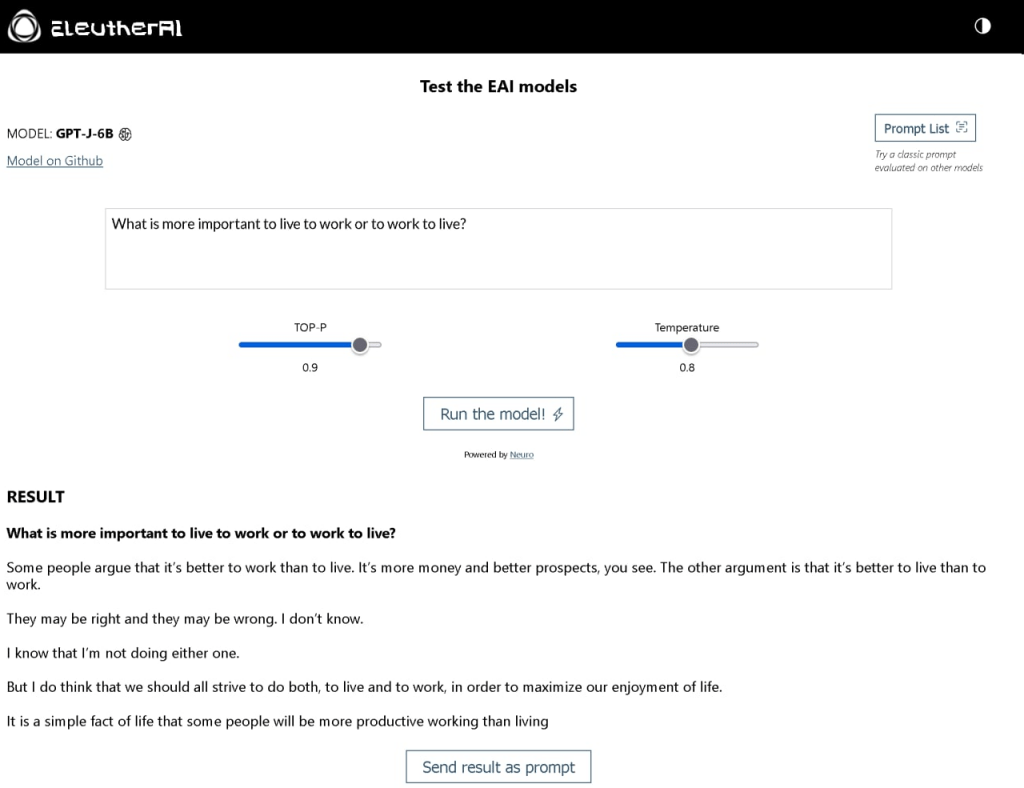 EleutherAI
Test the EAI models
MODEL: GPT-J-6B
Prompt List
Model on Github
Try a classic prompt
evaluated on other models
What is more important to live to work or to work to live?
TOP-P
Temperature
0.9
0.8
Run the model!
Powered by Neuro
RESULT
What is more important to live to work or to work to live?
Some people argue that it's better to work than to live. It's more money and better prospects, you see. The other argument is that it's better to live than to
work.
They may be right and they may be wrong. I don't know.
I know that I'm not doing either one.
But I do think that we should all strive to do both, to live and to work, in order to maximize our enjoyment of life.
It is a simple fact of life that some people will be more productive working than living
Send result as prompt